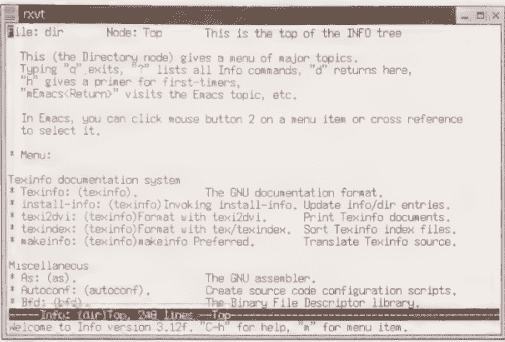 rxvt
File: dir Node: Top This is the top of the INFO tree
This (the Directory node) gives a menu of major topics.
Typing "q" exits, "?" lists all Info commands, "d" returns here,
"h" gives a primer for first-timers,
"mEmacs<Return>" visits the Emacs topic, etc.
In Emacs, you can click mouse button 2 on a menu item or cross reference
to select it.
* Menu:
Texinfo documentation system
* Texinfo: (texinfo). The GNU documentation format.
* install-info: (texinfo)Invoking install-info. Update info/dir entries.
* texi2dvi: (texinfo)Format with texi2dvi. Print Texinfo documents.
* texindex: (texinfo)Format with tex/texindex. Sort Texinfo index files.
* makeinfo: (texinfo)makeinfo Preferred. Translate Texinfo source.
Miscellaneous
* As: (as). The GNU assembler.
* Autoconf: (autoconf). Create source code configuration scripts.
* Bfd: (bfd). The Binary File Descriptor library.
-----Info: (dir)Top, 248 lines --Top-----
Welcome to Info version 3.12f. "C-h" for help, "m" for menu item.